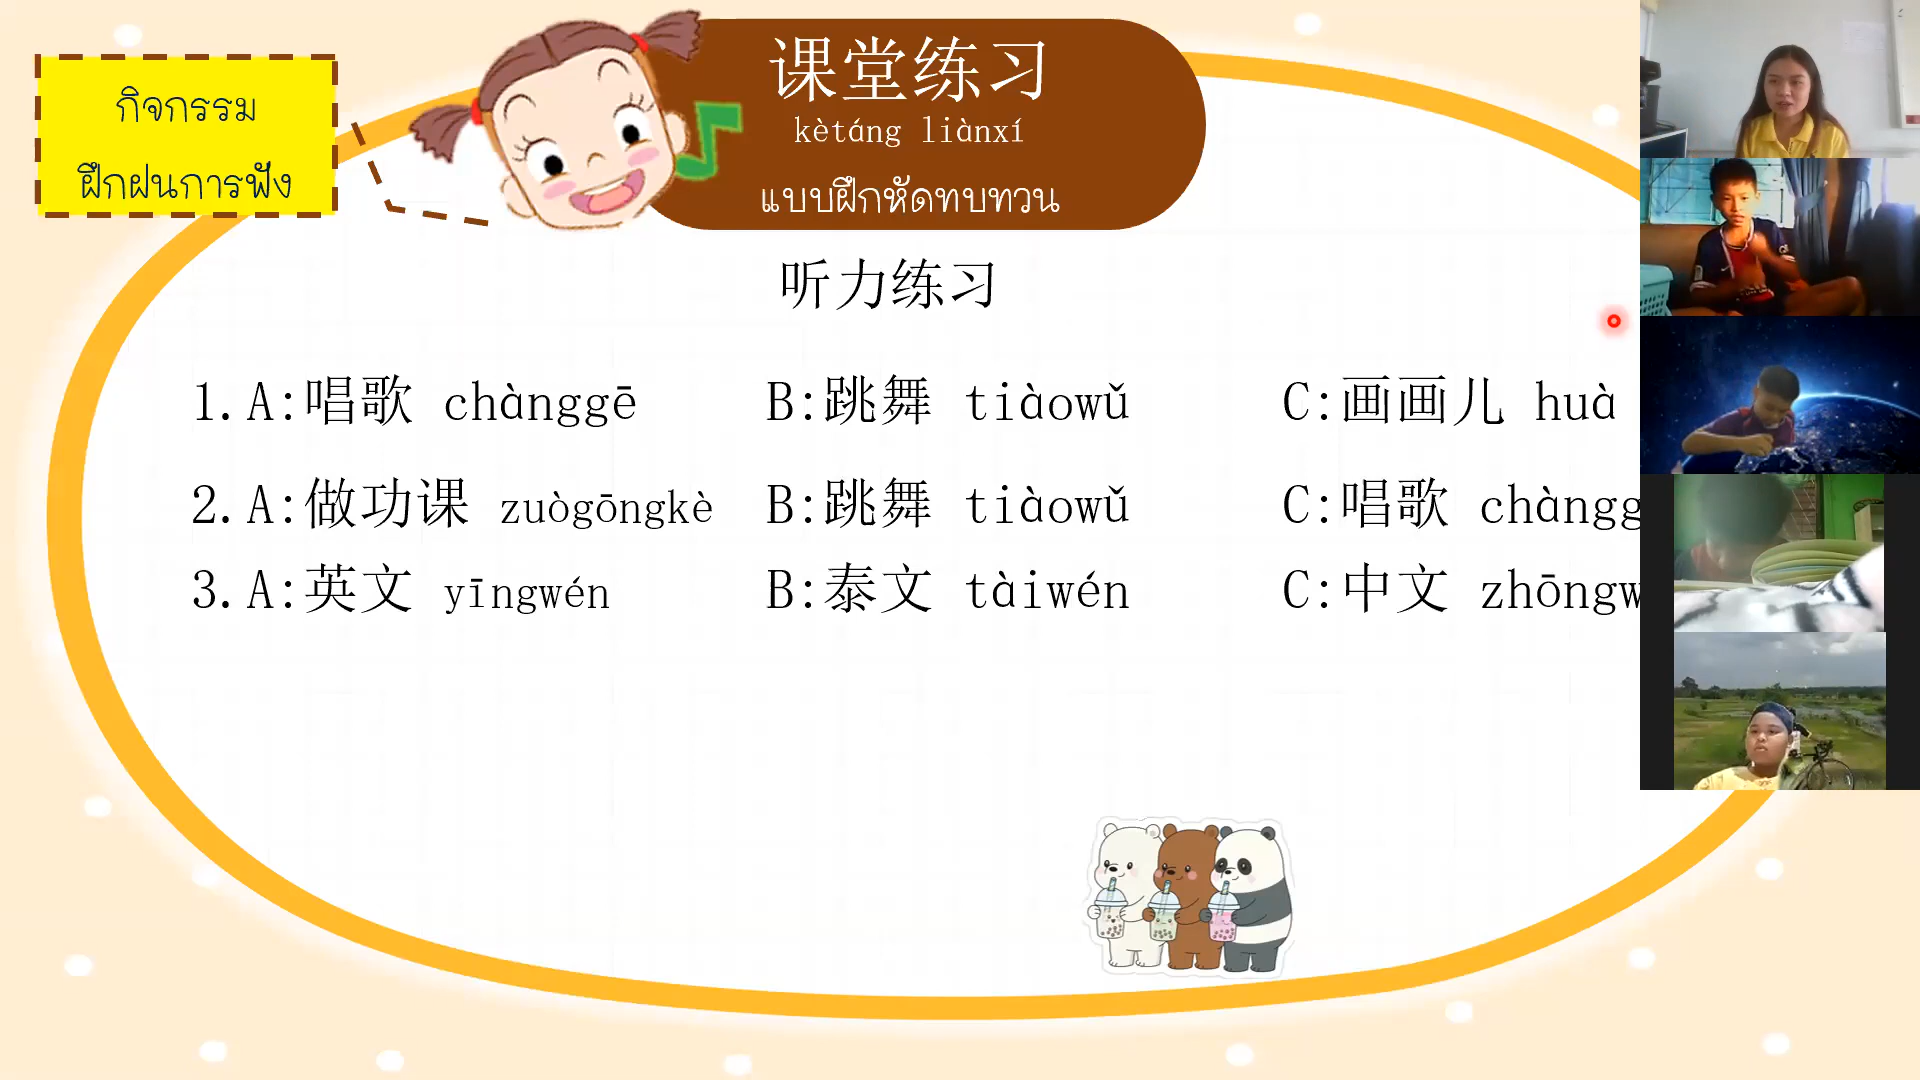 กิจกรรม
ฝึกฝนการฟัง
课堂练习
kètáng liànxí
แบบฝึกหัดทบทวน
听力练习
1.A:唱歌 chànggē B:跳舞 tiàowǔ C:画画儿 huà
2.A:做功课 zuògōngkè B:跳舞 tiàowǔ C:唱歌 chàngg
3.A:英文 yīngwén B:泰文 tàiwén C:中文 zhōngw